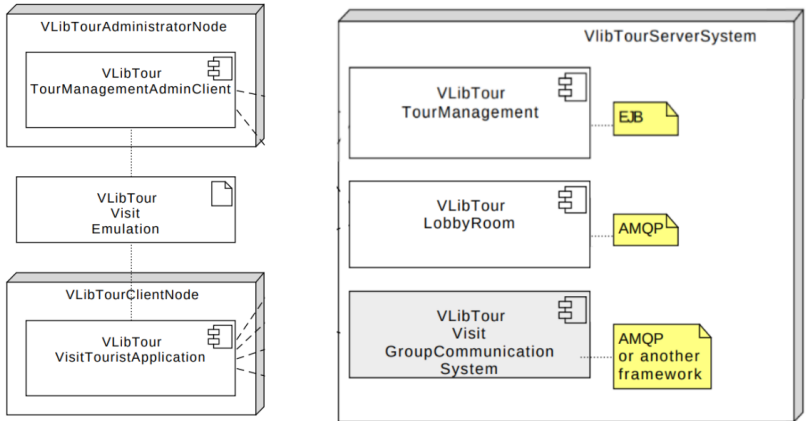 VLibTourAdministratorNode
VLibTour
TourManagementAdminClient
VLibTour
Visit
Emulation
VLibTourClientNode
VLibTour
VisitTouristApplication
VlibTourServerSystem
VLibTour
TourManagement
EJB
VLibTour
LobbyRoom
AMQP
VLibTour
Visit
GroupCommunication
System
AMQP
or another
framework